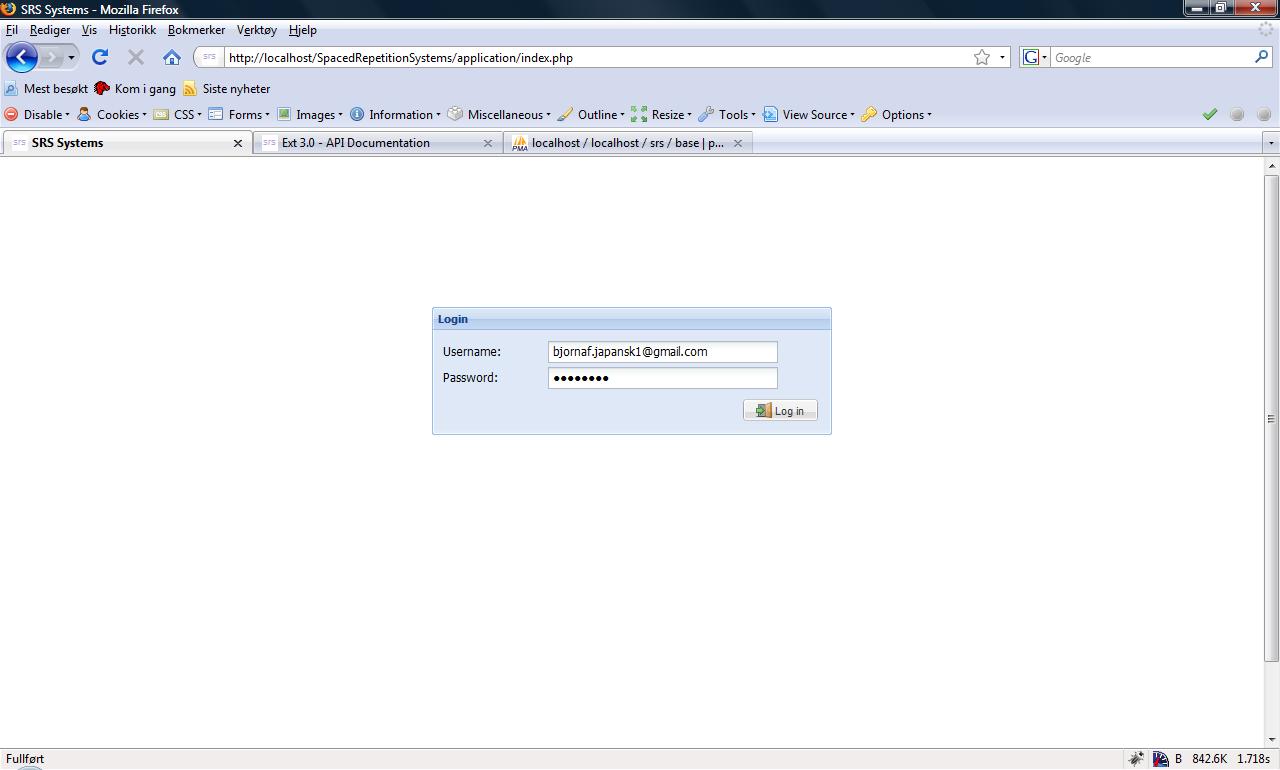 SRS Systems - Mozilla Firefox
Fil Rediger Vis Historikk Bokmerker Verktøy Hjelp
srs http://localhost/SpacedRepetitionSystems/application/index.php G Google
Mest besøkt Kom i gang Siste nyheter
Disable Cookies CSS Forms Images Information Miscellaneous Outline Resize Tools View Source Options
srs SRS Systems srs Ext 3.0 - API Documentation PMA localhost / localhost / srs / base | p...
Login
Username: bjornaf.japansk1@gmail.com
Password: ●●●●●●●●
Log in
Fullført B 842.6K 1.718s